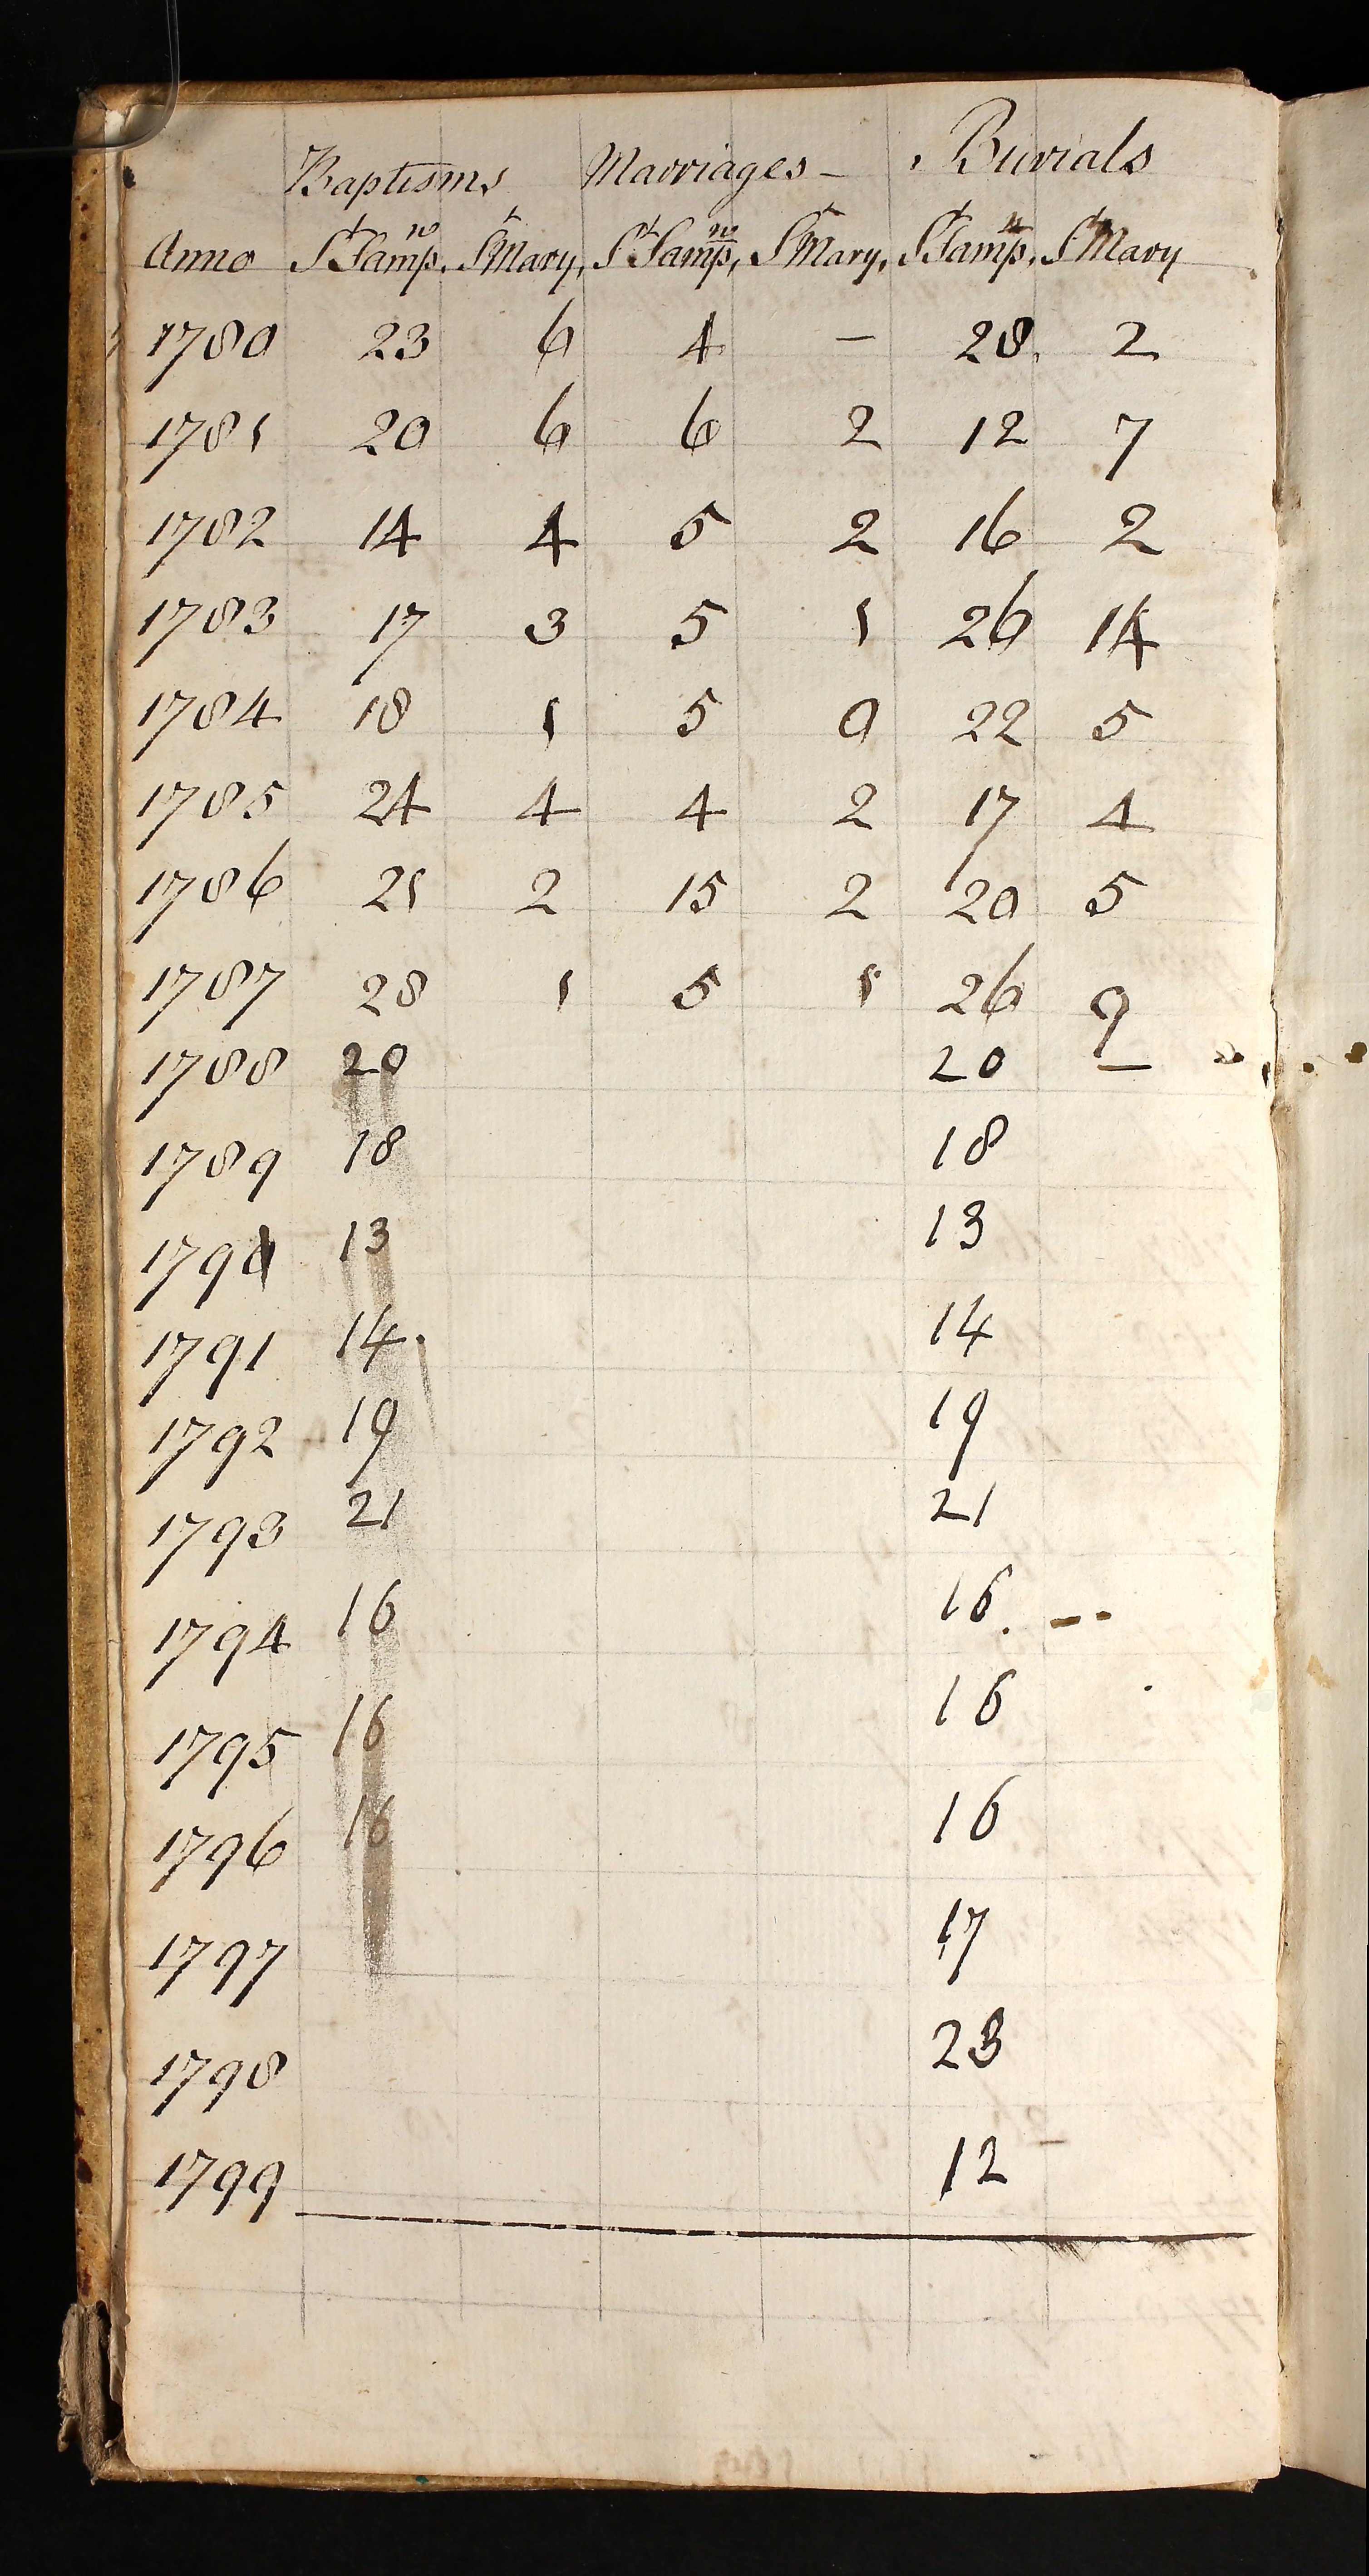 Baptisms Marriages – Burials
Anno St Sampn. St Mary, St Sampn, St Mary, St Sampn. St Mary
1780 23 6 4 – 28. 2
1781 20 6 6 2 12 7
1782 14 4 5 2 16 2
1783 17 3 5 1 26 14
1784 18 1 5 0 22 5
1785 24 4 4 2 17 4
1786 21 2 15 2 20 5
1787 28 1 5 1 26 9
1788 20 20 –
1789 18 18
1790 13 13
1791 14 14
1792 19 19
1793 21 21
1794 16 16. --
1795 16 16
1796 16 16
1797 17
1798 23
1799 12 –